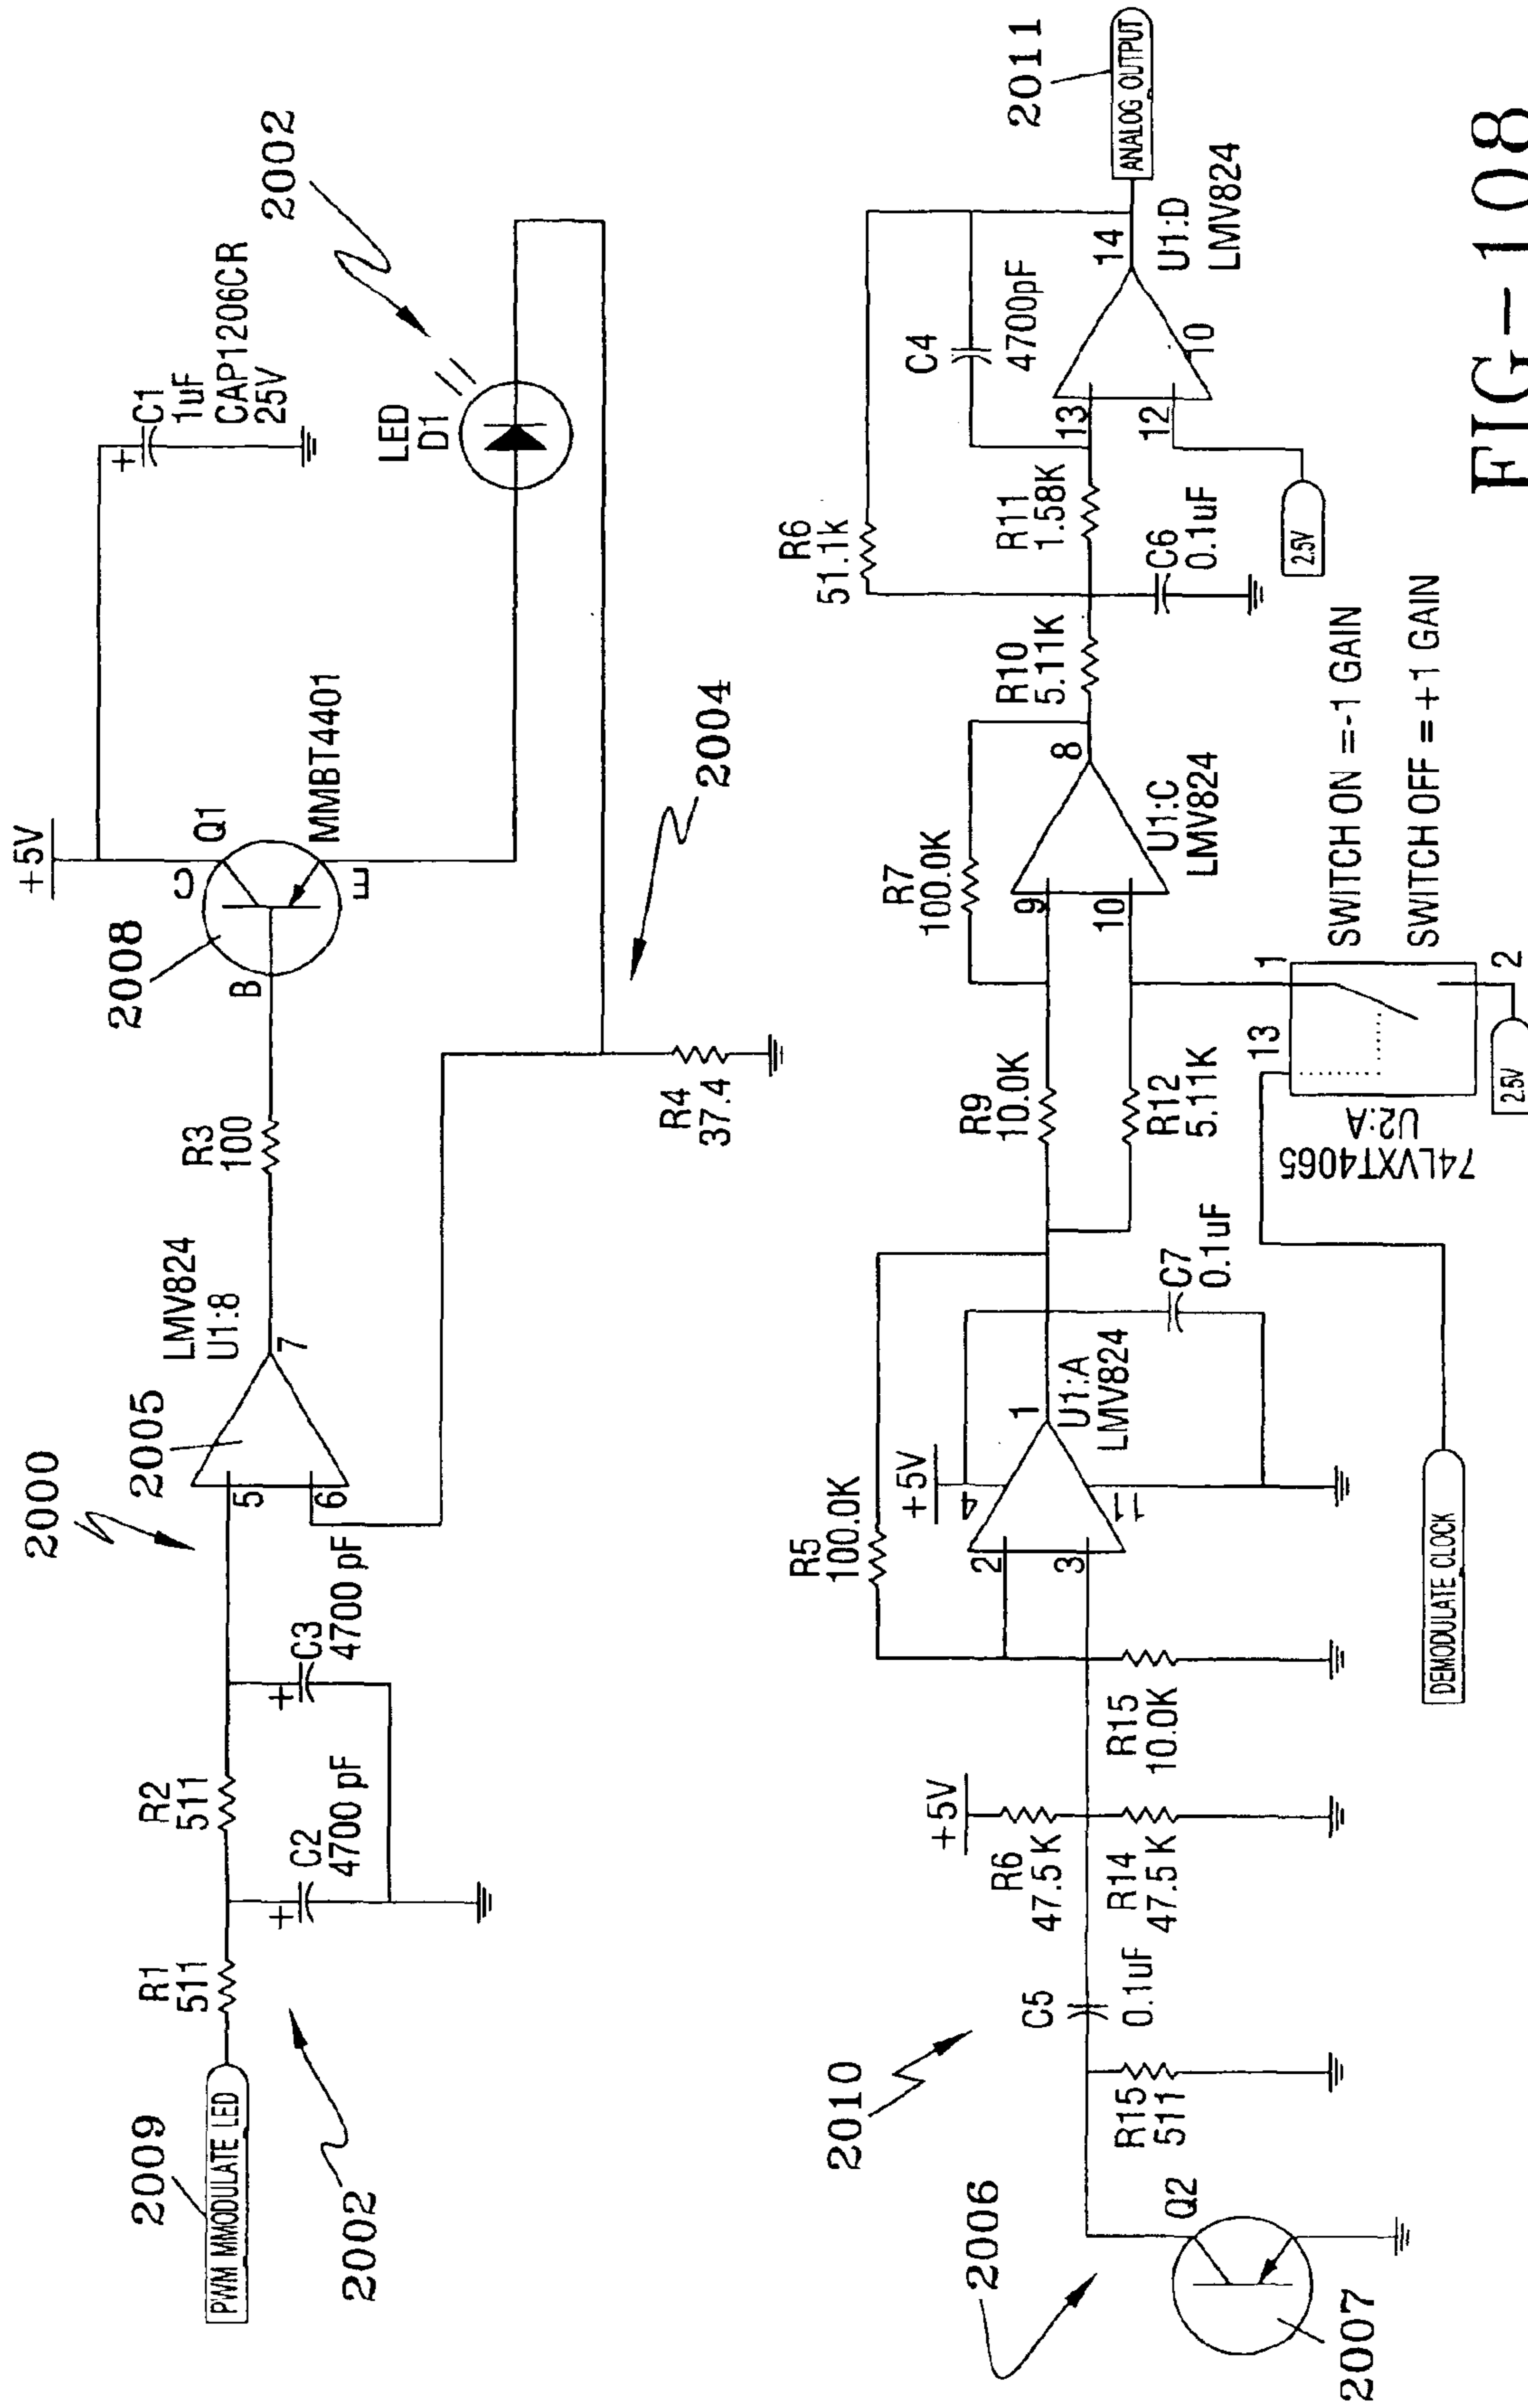 2000
2009
PWM MMODULATE LED
R1
511
R2
511
C2
4700 pF
C3
4700 pF
2002
2005
5
6
7
LMV824
U1:8
R3
100
2008
B
C
E
Q1
MMBT4401
+5V
+
+
+
C1
1uF
CAP1206CR
25V
LED
D1
2002
R4
37.4
2004
2006
2007
Q2
R15
511
2010
C5
0.1uF
+5V
R6
47.5 K
R14
47.5 K
R15
10.0K
R5
100.0K
+5V
4
2
3
11
1
U1:A
LMV824
C7
0.1uF
R9
10.0K
R12
5.11K
R7
100.0K
9
10
8
U1:C
LMV824
DEMODULATE CLOCK
74LVXT4065
U2:A
13
1
2
2.5V
SWITCH ON =-1 GAIN
SWITCH OFF = +1 GAIN
R10
5.11K
R6
51.1k
R11
1.58K
C6
0.1uF
C4
4700pF
13
12
10
14
U1:D
LMV824
2.5V
ANALOG OUTPUT
2011
FIG-108